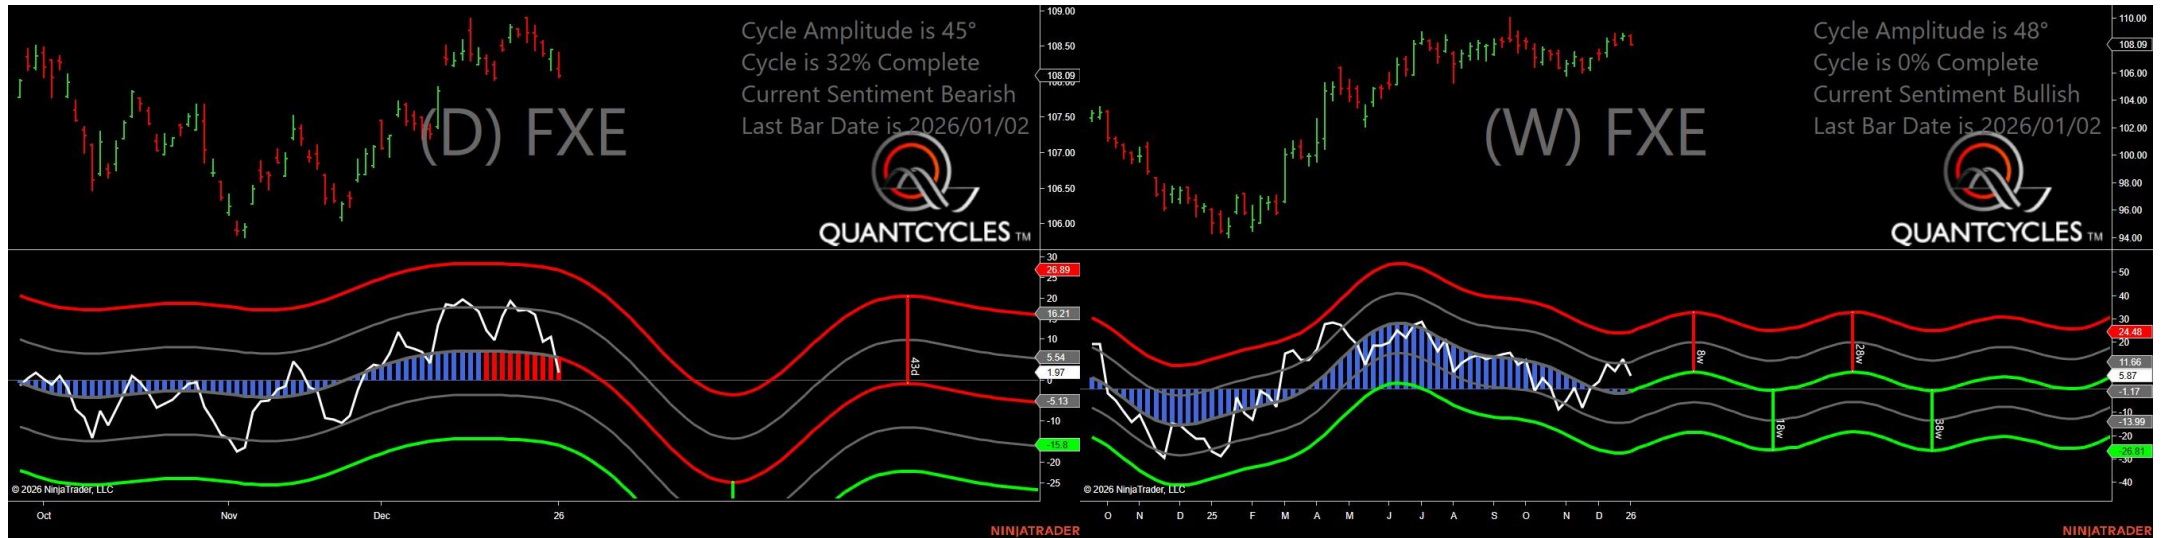 Cycle Amplitude is 45°
Cycle is 32% Complete
Current Sentiment Bearish
Last Bar Date is 2026/01/02
(D) FXE
QUANTCYCLES TM
109.00
108.50
108.09
108.00
107.50
107.00
106.50
106.00
30
26.89
25
20
16.21
15
10
5.54
1.97
0
-5.13
-10
-15.8
-20
-25
43d
© 2026 NinjaTrader, LLC
Oct Nov Dec 26
NINJATRADER
Cycle Amplitude is 48°
Cycle is 0% Complete
Current Sentiment Bullish
Last Bar Date is 2026/01/02
(W) FXE
QUANTCYCLES TM
110.00
108.09
106.00
104.00
102.00
100.00
98.00
96.00
94.00
50
40
30
24.48
20
11.66
5.87
-1.17
-10
-13.99
-20
-26.81
-30
-40
8w
18w
28w
38w
© 2026 NinjaTrader, LLC
O N D 25 F M A M J J A S O N D 26
NINJATRADER